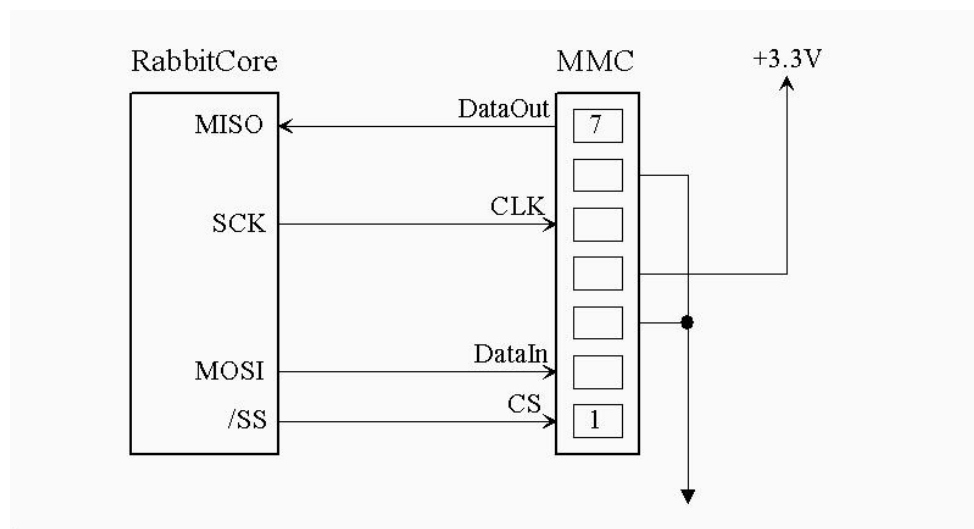 RabbitCore
MMC
+3.3V
MISO
DataOut
7
SCK
CLK
MOSI
DataIn
/SS
CS
1